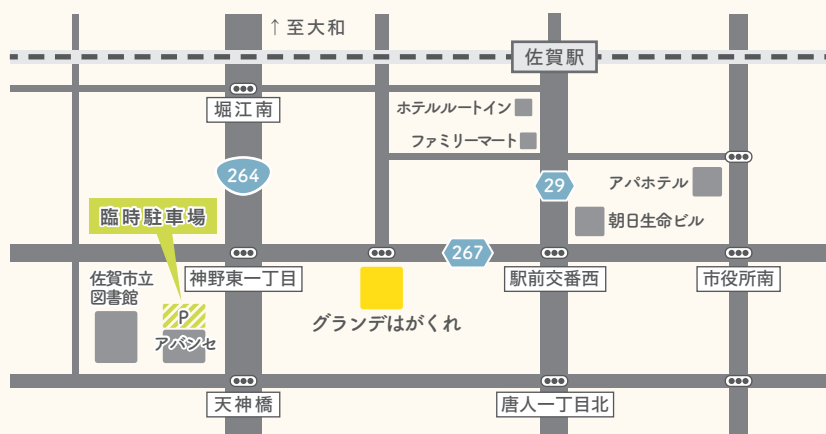 ↑至大和
佐賀駅
堀江南
ホテルルートイン
ファミリーマート
264
29
アパホテル
臨時駐車場
朝日生命ビル
267
佐賀市立
図書館
神野東一丁目
駅前交番西
市役所南
P
アバンセ
グランデはがくれ
天神橋
唐人一丁目北